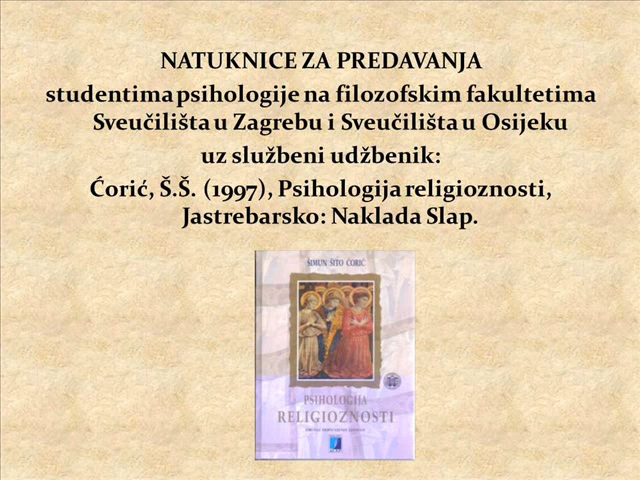 NATUKNICE ZA PREDAVANJA
studentima psihologije na filozofskim fakultetima
Sveučilišta u Zagrebu i Sveučilišta u Osijeku
uz službeni udžbenik:
Ćorić, Š.Š. (1997), Psihologija religioznosti,
Jastrebarsko: Naklada Slap.
ŠIMUN ŠITO ĆORIĆ
PSIHOLOGIJA
RELIGIOZNOSTI